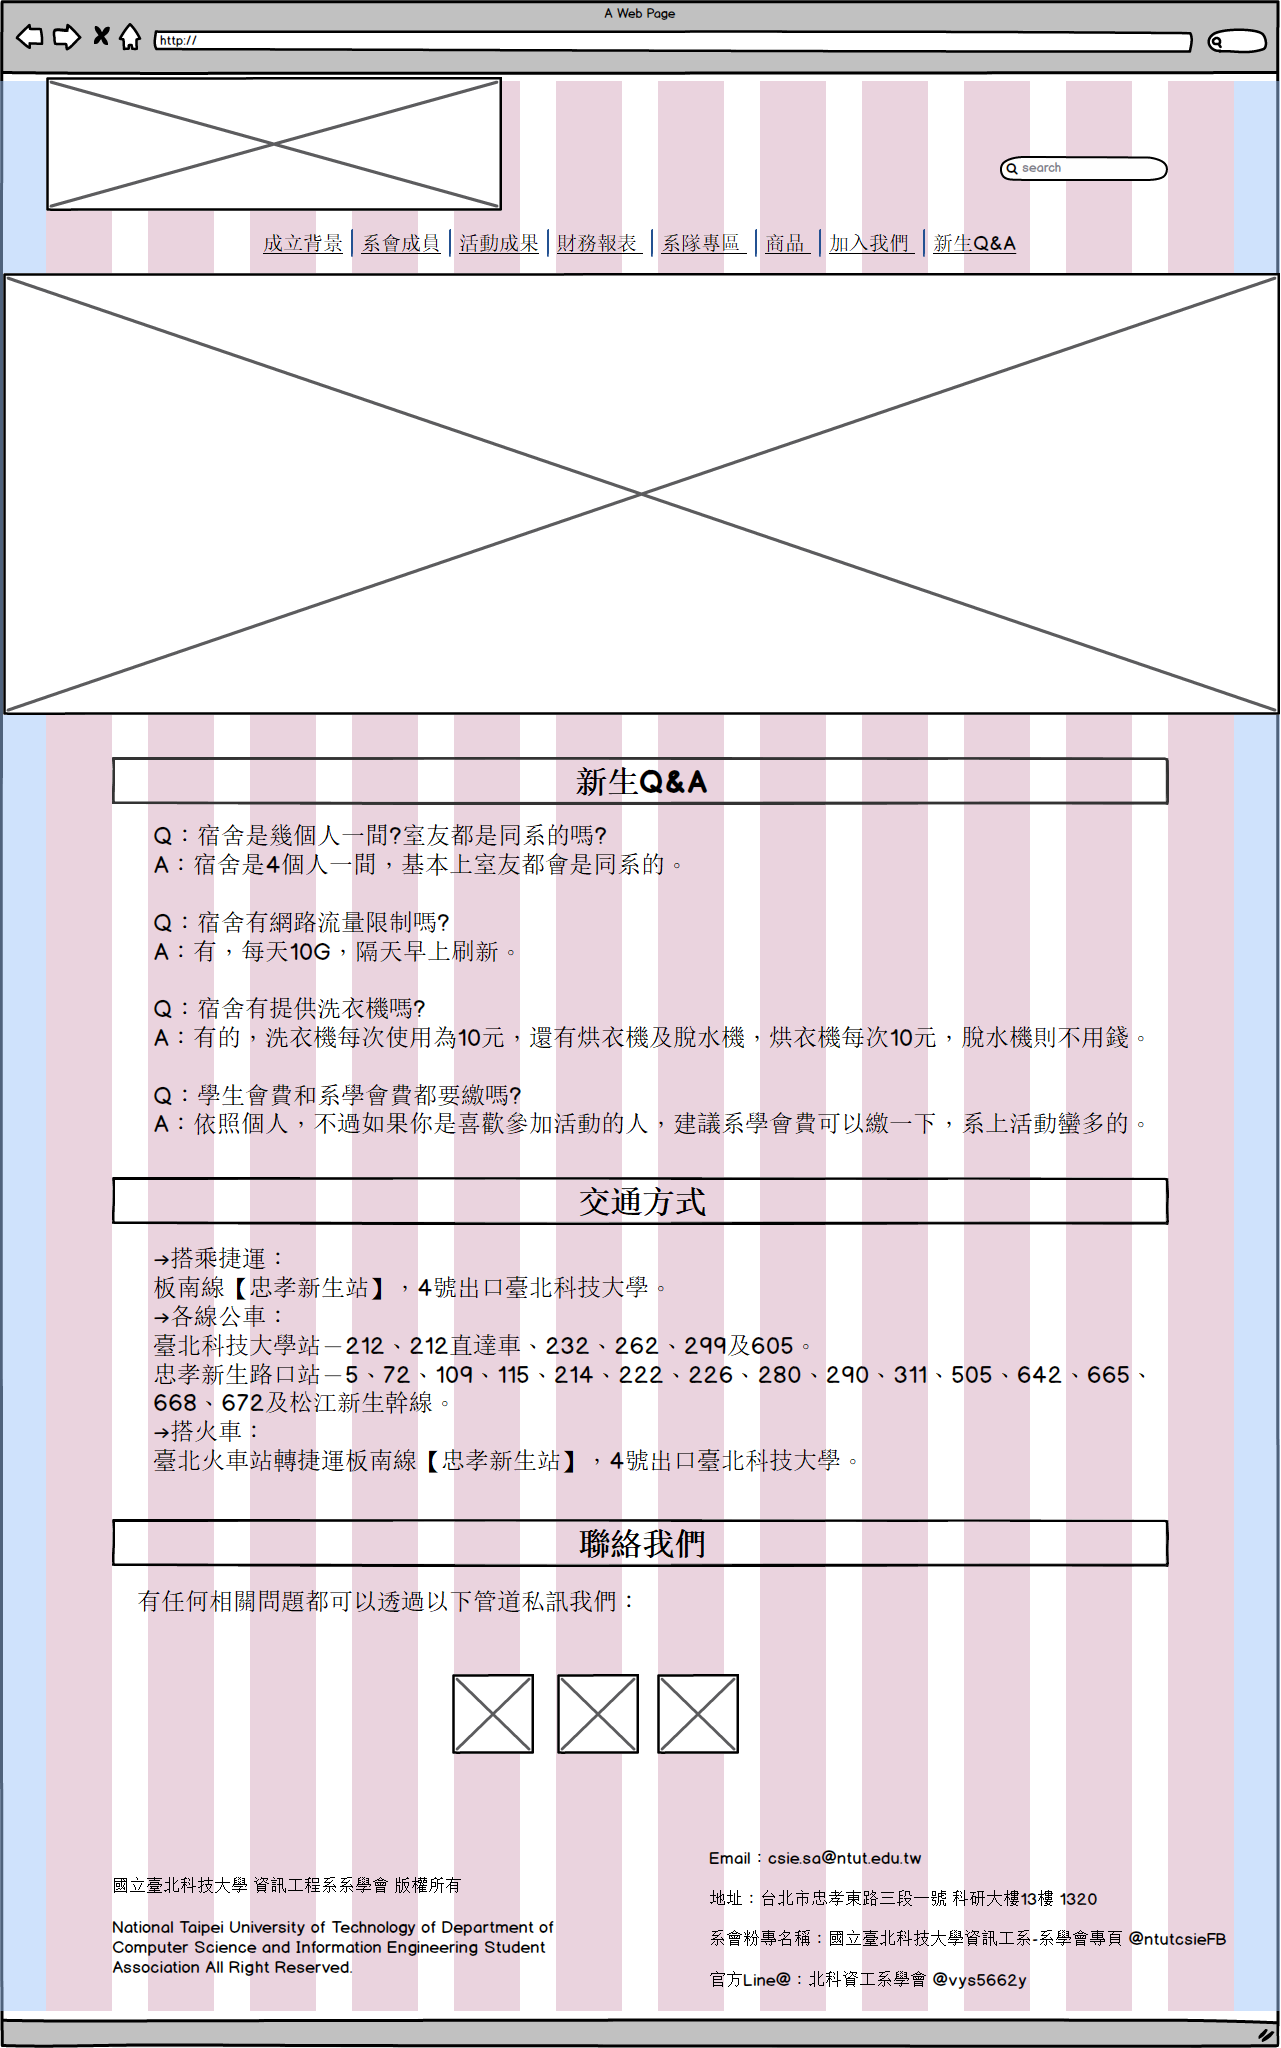 A Web Page
http://
search
成立背景 系會成員 活動成果 財務報表 系隊專區 商品 加入我們 新生Q&A
新生Q&A
Q：宿舍是幾個人一間?室友都是同系的嗎?
A：宿舍是4個人一間，基本上室友都會是同系的。
Q：宿舍有網路流量限制嗎?
A：有，每天10G，隔天早上刷新。
Q：宿舍有提供洗衣機嗎?
A：有的，洗衣機每次使用為10元，還有烘衣機及脫水機，烘衣機每次10元，脫水機則不用錢。
Q：學生會費和系學會費都要繳嗎?
A：依照個人，不過如果你是喜歡參加活動的人，建議系學會費可以繳一下，系上活動蠻多的。
交通方式
→搭乘捷運：
板南線【忠孝新生站】，4號出口臺北科技大學。
→各線公車：
臺北科技大學站－212、212直達車、232、262、299及605。
忠孝新生路口站－5、72、109、115、214、222、226、280、290、311、505、642、665、
668、672及松江新生幹線。
→搭火車：
臺北火車站轉捷運板南線【忠孝新生站】，4號出口臺北科技大學。
聯絡我們
有任何相關問題都可以透過以下管道私訊我們：
國立臺北科技大學 資訊工程系系學會 版權所有
National Taipei University of Technology of Department of
Computer Science and Information Engineering Student
Association All Right Reserved.
Email：csie.sa@ntut.edu.tw
地址：台北市忠孝東路三段一號 科研大樓13樓 1320
系會粉專名稱：國立臺北科技大學資訊工系-系學會專頁 @ntutcsieFB
官方Line@：北科資工系學會 @vys5662y